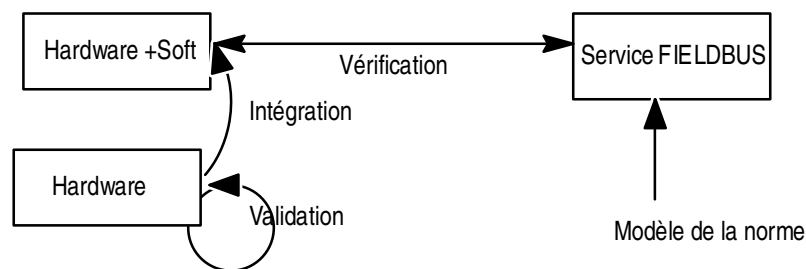 Hardware +Soft
Vérification
Service FIELDBUS
Intégration
Hardware
Validation
Modèle de la norme